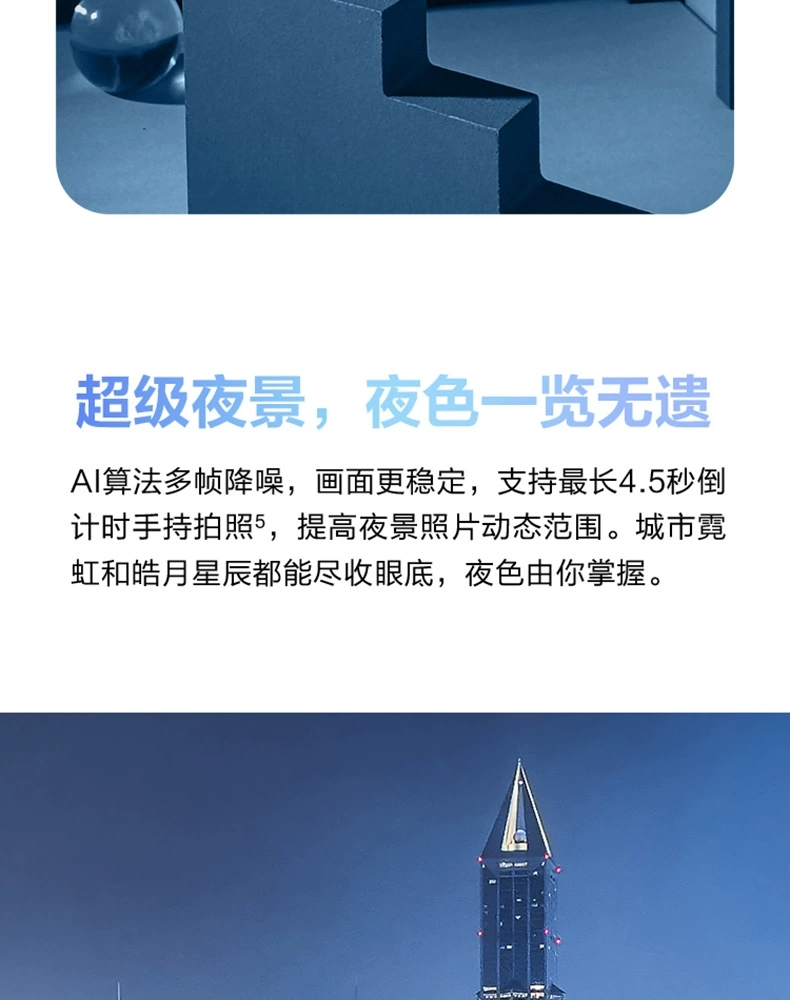 超级夜景，夜色一览无遗
AI算法多帧降噪，画面更稳定，支持最长4.5秒倒
计时手持拍照⁵，提高夜景照片动态范围。城市霓
虹和皓月星辰都能尽收眼底，夜色由你掌握。